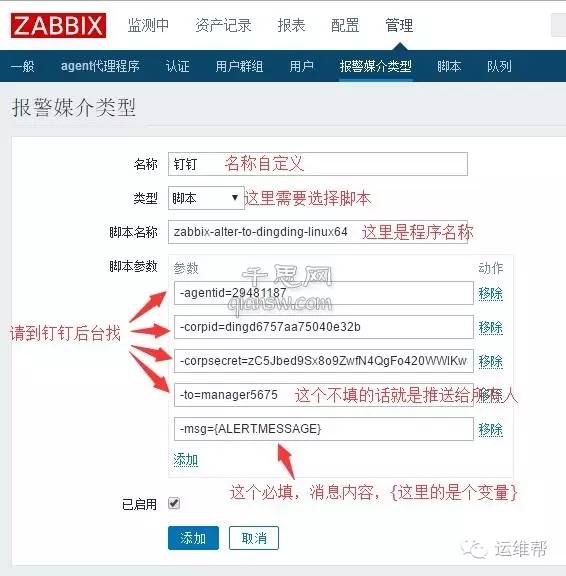 ZABBIX 监测中 资产记录 报表 配置 管理
一般 agent代理程序 认证 用户群组 用户 报警媒介类型 脚本 队列
报警媒介类型
名称 钉钉 名称自定义
类型 脚本 这里需要选择脚本
脚本名称 zabbix-alter-to-dingding-linux64 这里是程序名称
脚本参数 参数 动作
千思网
qiansw.com
-agentid=29481187 移除
请到钉钉后台找 -corpid=dingd6757aa75040e32b 移除
-corpsecret=zC5Jbed9Sx8o9ZwfN4QgFo420WWlKw 移除
-to=manager5675 这个不填的话就是推送给所有人 移除
-msg={ALERT.MESSAGE} 移除
添加
这个必填，消息内容，{这里的是个变量}
已启用
添加 取消
运维帮